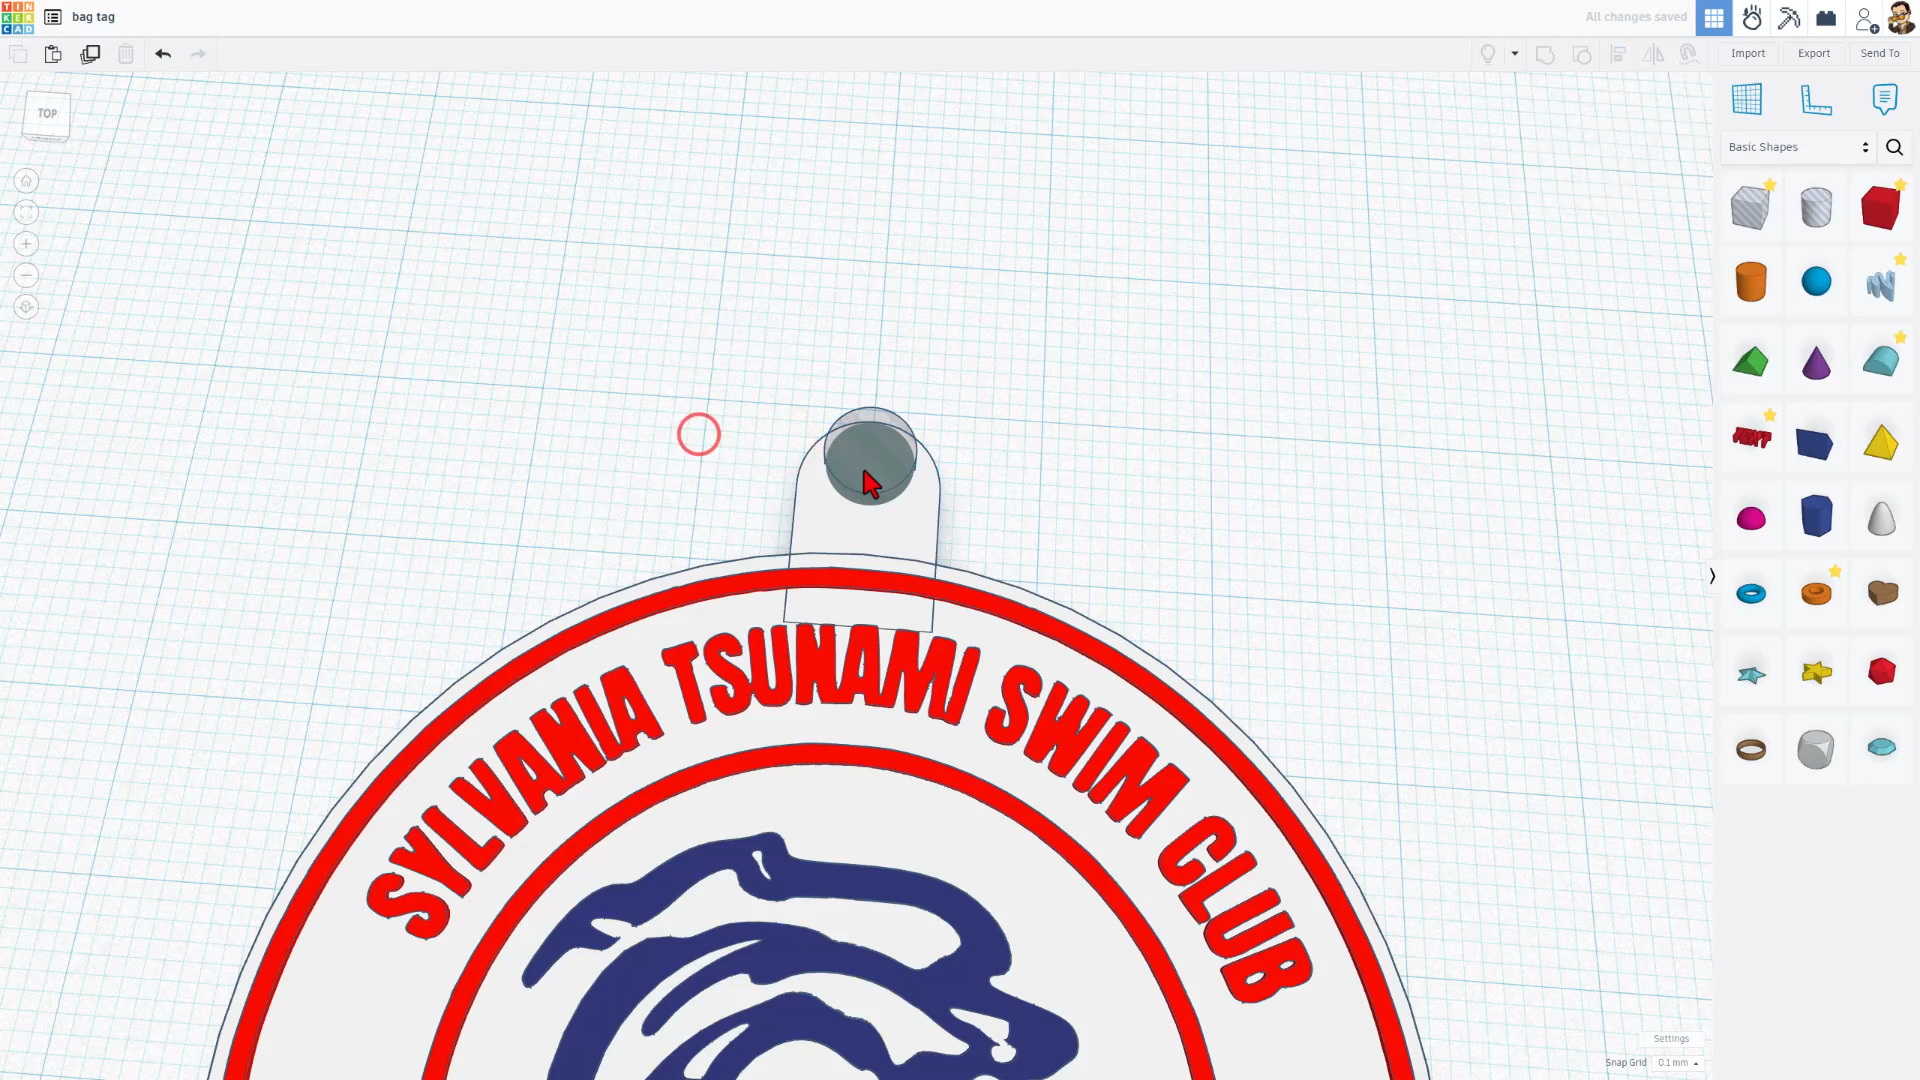 TIN
KER
CAD
bag tag
All changes saved
Import
Export
Send To
TOP
Basic Shapes
TEXT
SYLVANIA TSUNAMI SWIM CLUB
Settings
Snap Grid 0.1 mm